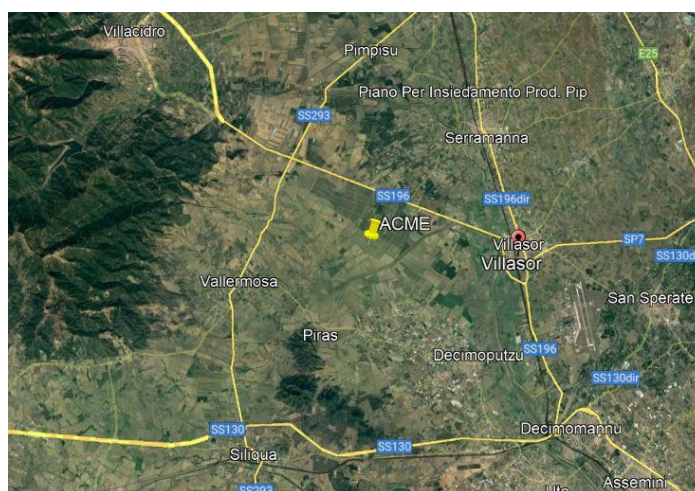 Villacidro
Pimpisu
E25
Piano Per Insiedamento Prod. Pip
SS293
Serramanna
SS196
SS196dir
ACME
Villasor
Villasor
SP7
SS130d
Vallermosa
San Sperate
Piras
Decimoputzu
SS196
SS130dir
SS130
SS130
Decimomannu
Siliqua
Assemini
SS293